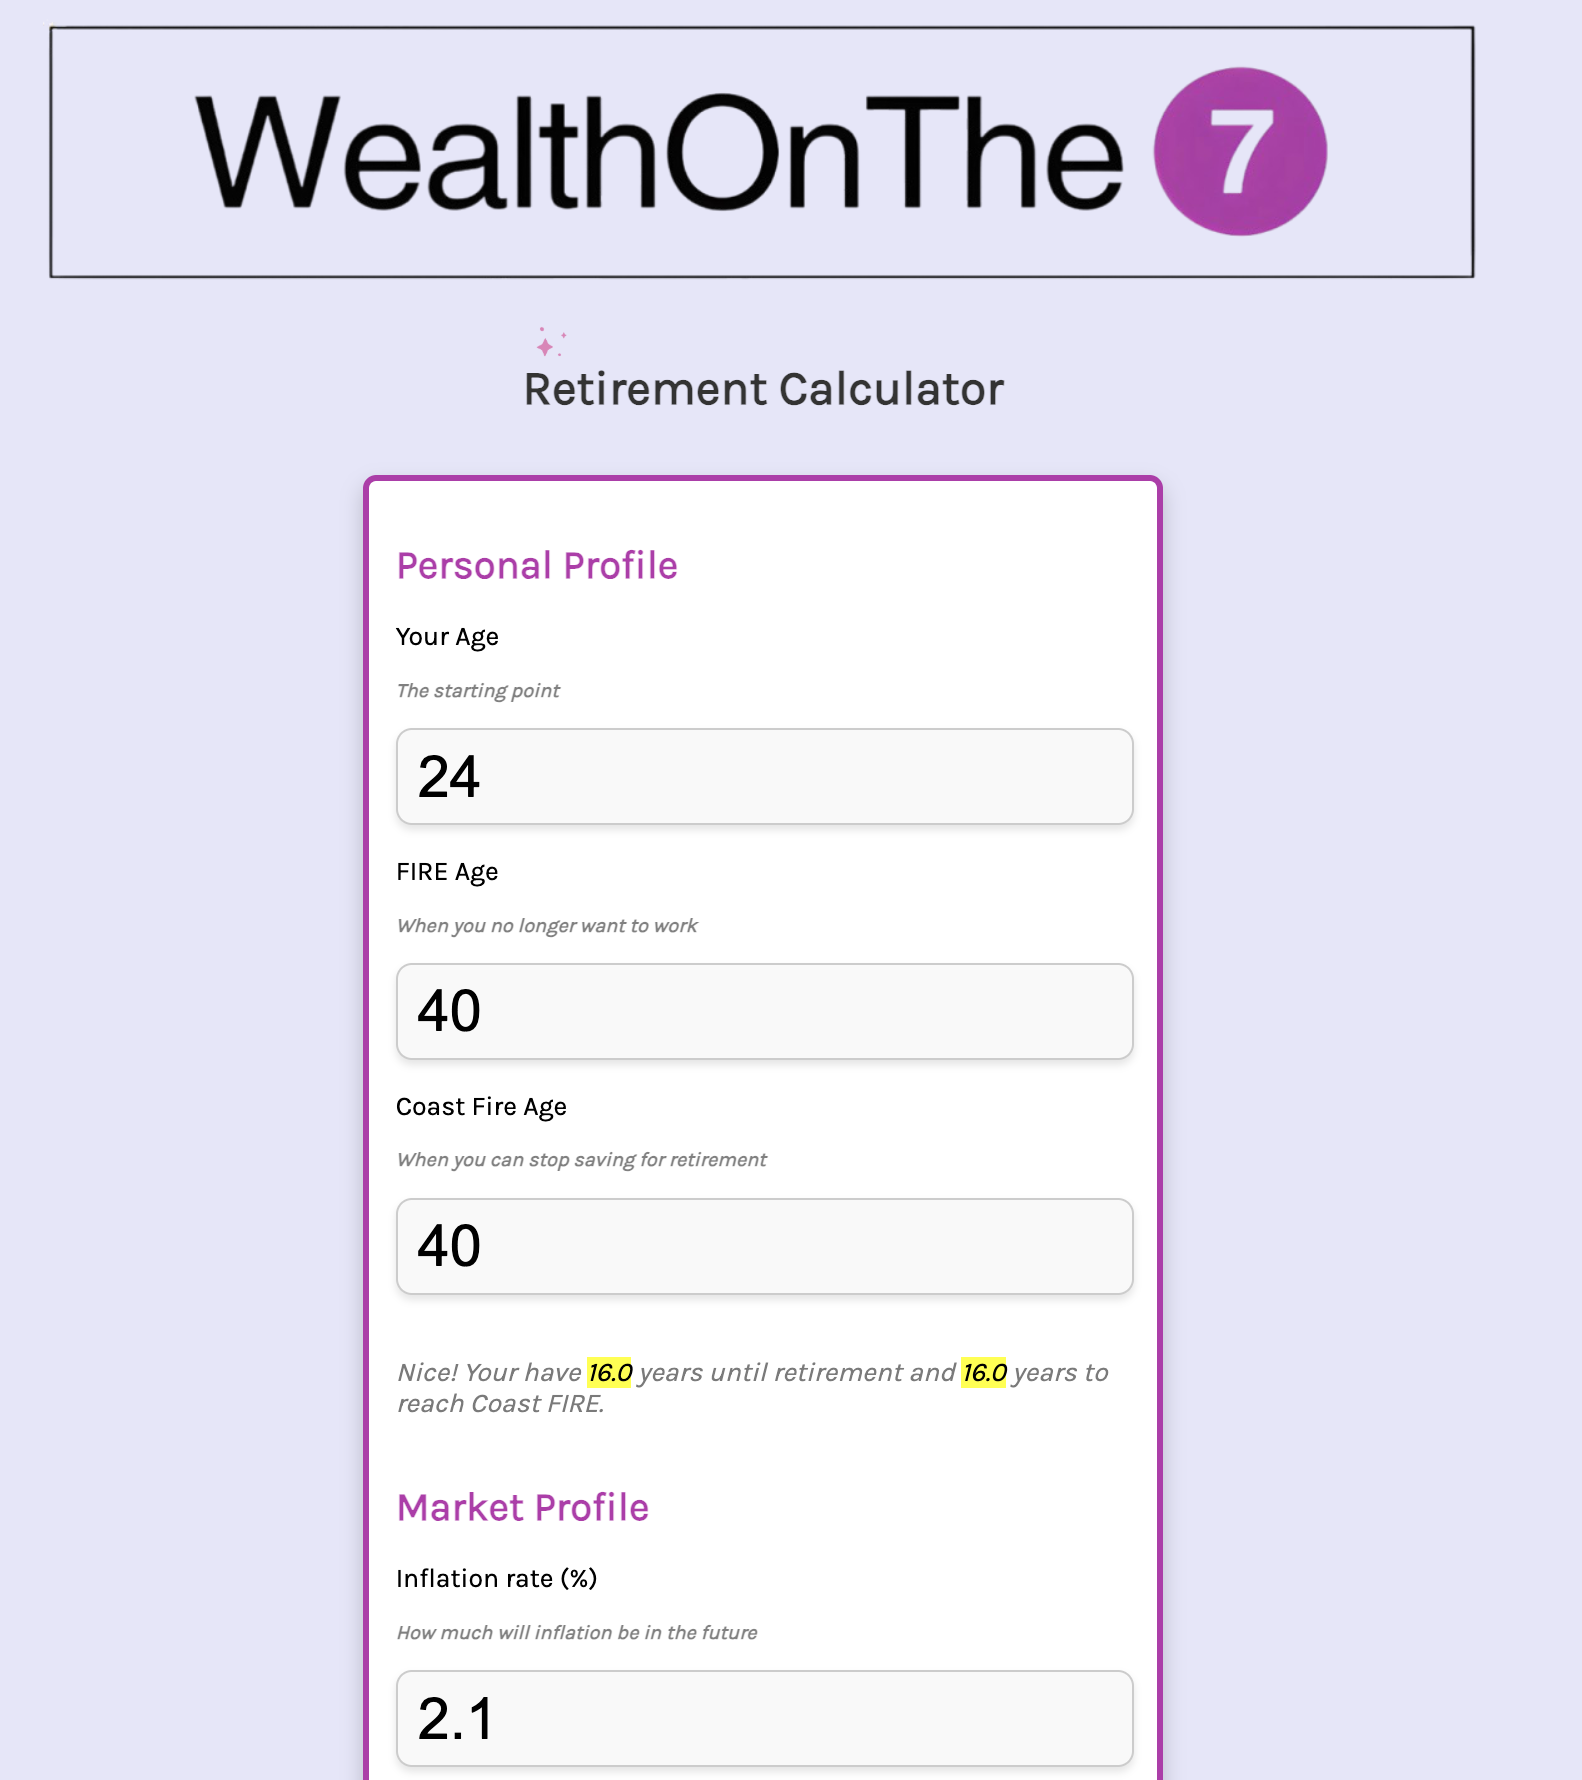 WealthOnThe 7
Retirement Calculator
Personal Profile
Your Age
The starting point
24
FIRE Age
When you no longer want to work
40
Coast Fire Age
When you can stop saving for retirement
40
Nice! Your have 16.0 years until retirement and 16.0 years to
reach Coast FIRE.
Market Profile
Inflation rate (%)
How much will inflation be in the future
2.1